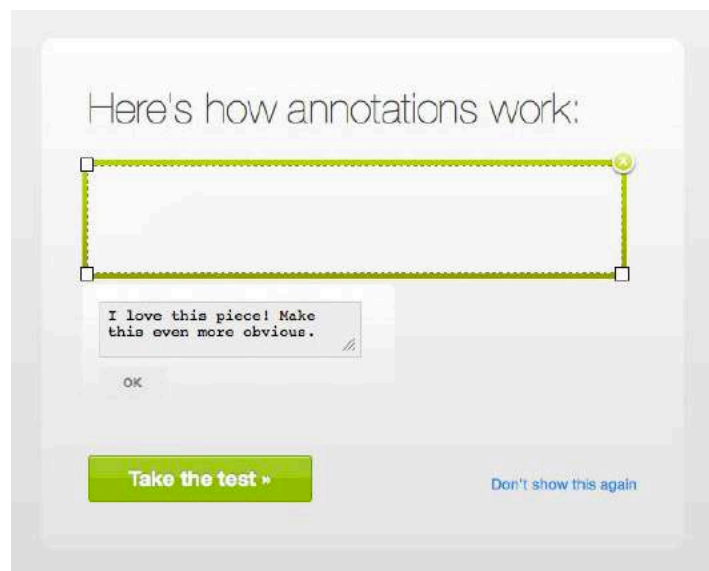 Here's how annotations work:
x
I love this piece! Make
this even more obvious.
OK
Take the test »
Don't show this again